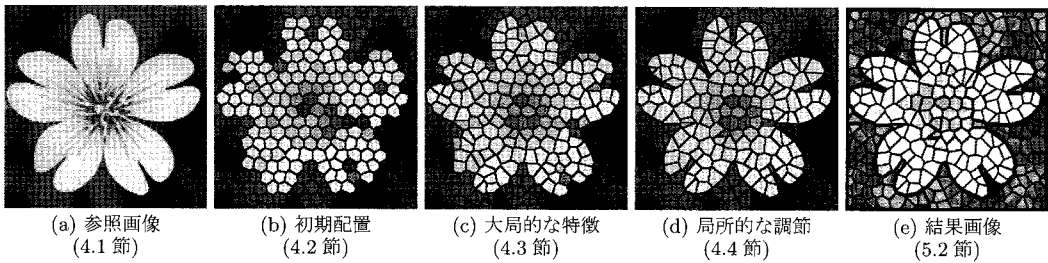 (a) 参照画像
(4.1 節)
(b) 初期配置
(4.2 節)
(c) 大局的な特徴
(4.3 節)
(d) 局所的な調節
(4.4 節)
(e) 結果画像
(5.2 節)